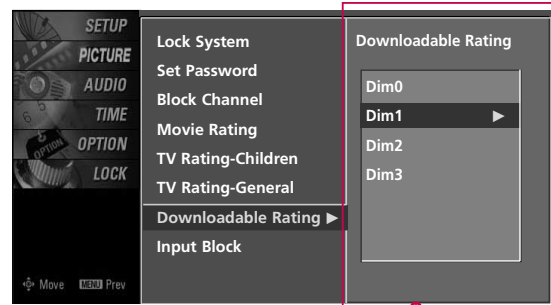 SETUP
PICTURE
AUDIO
TIME
OPTION
LOCK
Move MENU Prev
Lock System
Set Password
Block Channel
Movie Rating
TV Rating-Children
TV Rating-General
Downloadable Rating ▶
Input Block
Downloadable Rating
Dim0
Dim1 ▶
Dim2
Dim3